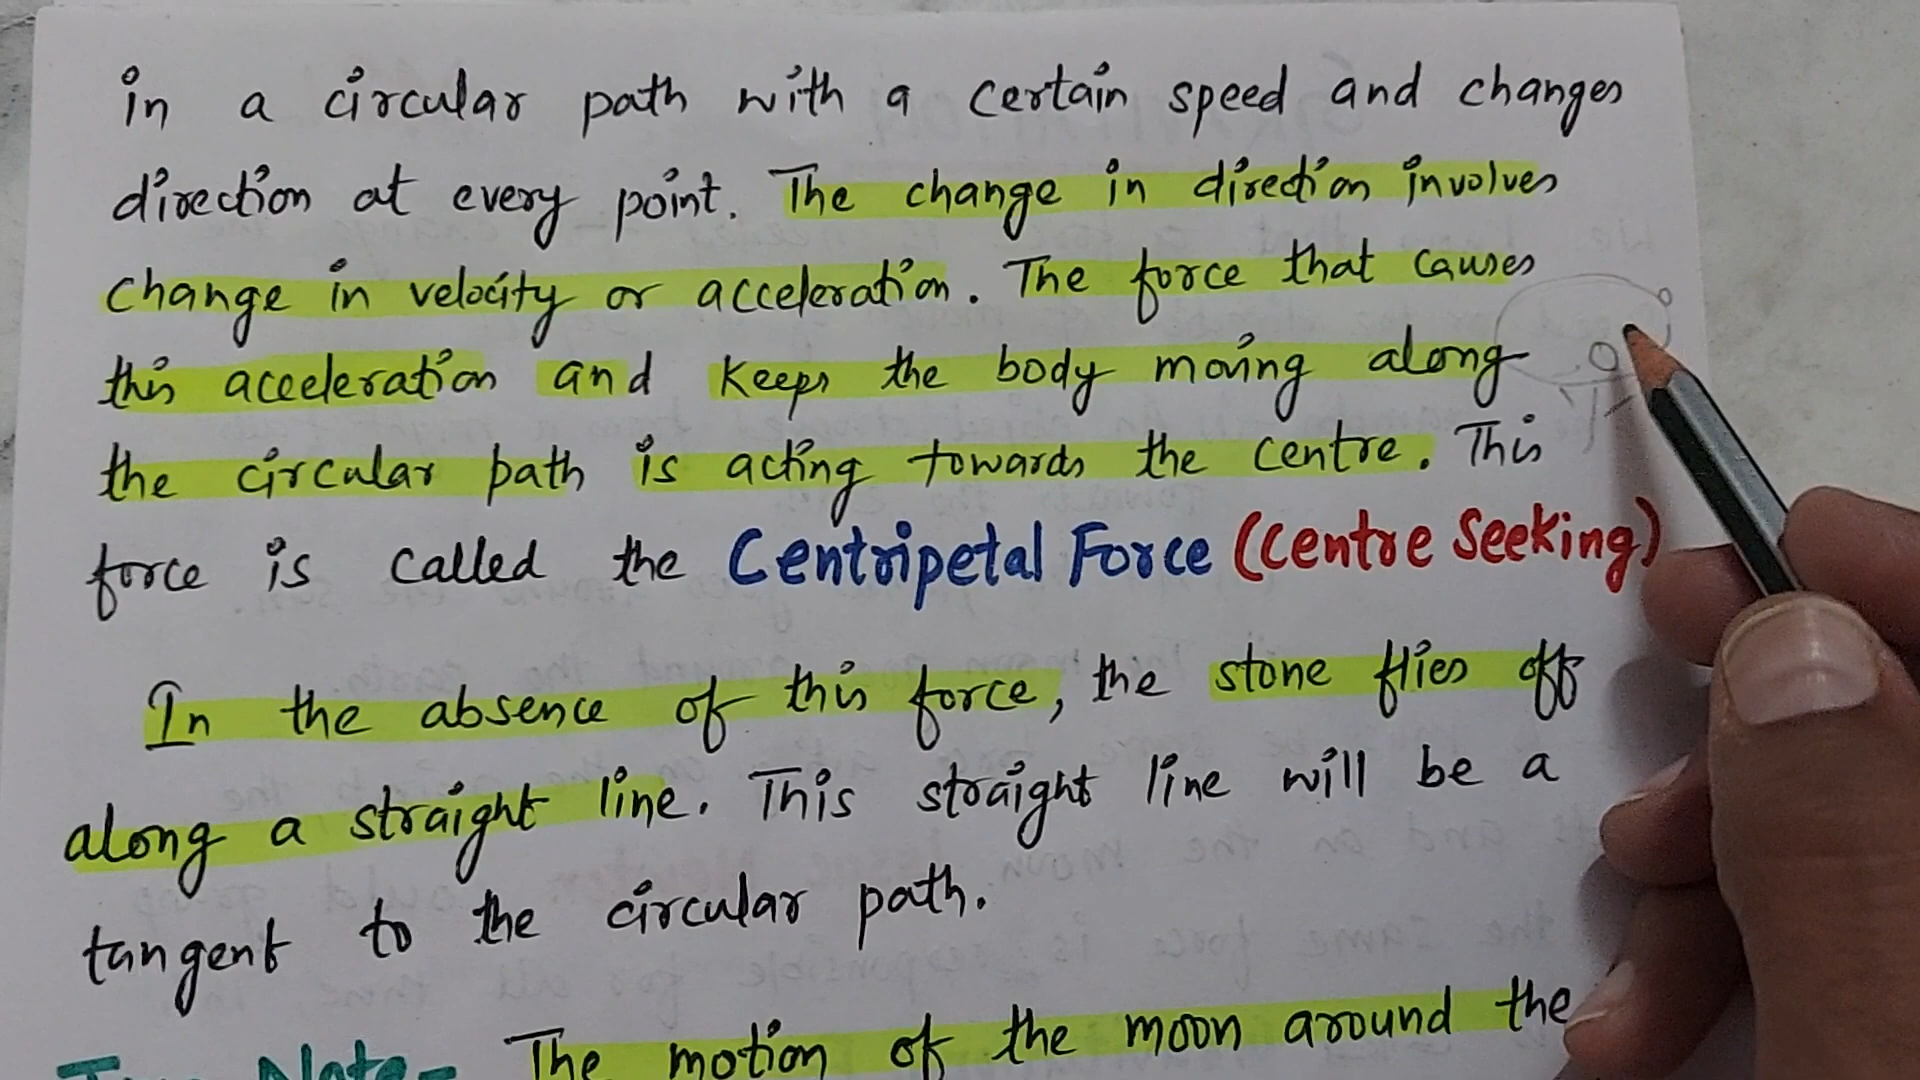 in a circular path with a certain speed and changes
direction at every point. The change in direction involves
change in velocity or acceleration. The force that causes
this acceleration and keeps the body moving along
the circular path is acting towards the centre. This
force is called the Centripetal Force (Centre Seeking)
In the absence of this force, the stone flies off
along a straight line. This straight line will be a
tangent to the circular path.
Note- The motion of the moon around the